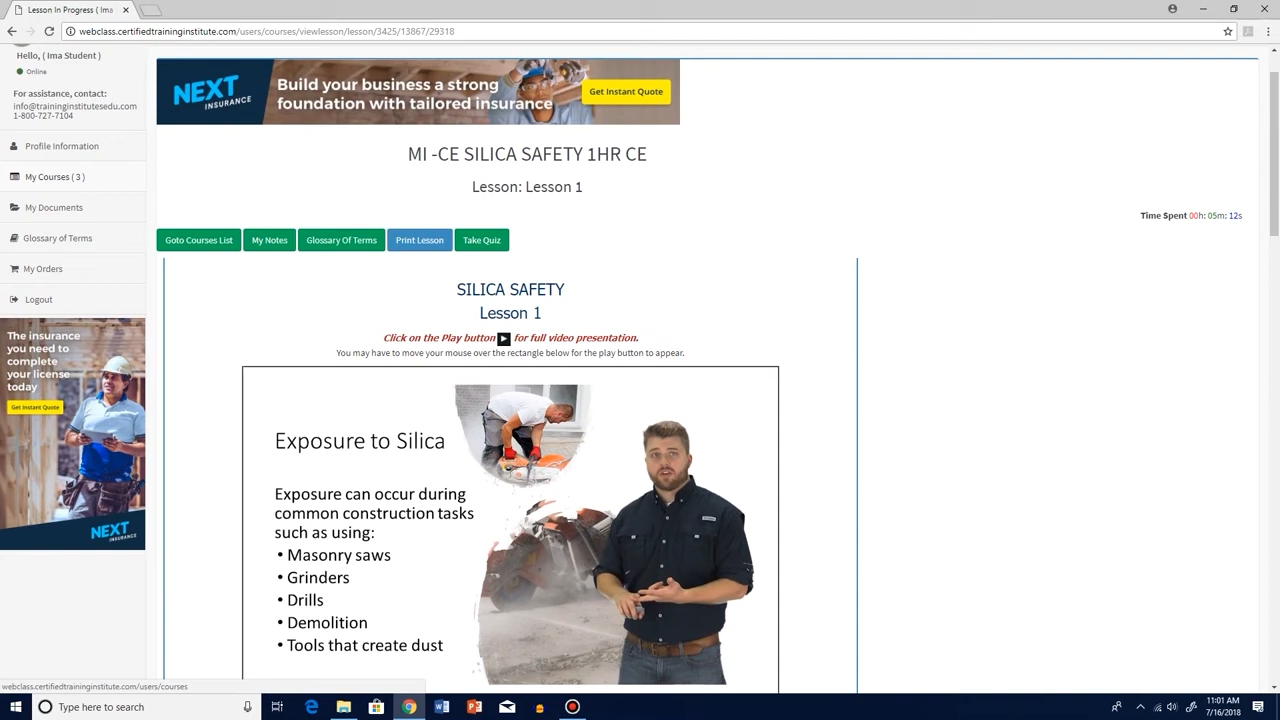 Lesson In Progress | Ima
webclass.certifiedtraininginstitute.com/users/courses/viewlesson/lesson/3425/13867/29318
Hello, ( Ima Student )
Online
For assistance, contact:
info@traininginstitutesedu.com
1-800-727-7104
Profile Information
My Courses ( 3 )
My Documents
Glossary of Terms
My Orders
Logout
The insurance
you need to
complete
your license
today
Get Instant Quote
NEXT
INSURANCE
NEXT
INSURANCE
Build your business a strong
foundation with tailored insurance
Get Instant Quote
MI -CE SILICA SAFETY 1HR CE
Lesson: Lesson 1
Time Spent 00h: 05m: 12s
Goto Courses List
My Notes
Glossary Of Terms
Print Lesson
Take Quiz
SILICA SAFETY
Lesson 1
Click on the Play button for full video presentation.
You may have to move your mouse over the rectangle below for the play button to appear.
Exposure to Silica
Exposure can occur during
common construction tasks
such as using:
• Masonry saws
• Grinders
• Drills
• Demolition
• Tools that create dust
webclass.certifiedtraininginstitute.com/users/courses
Type here to search
11:01 AM
7/16/2018